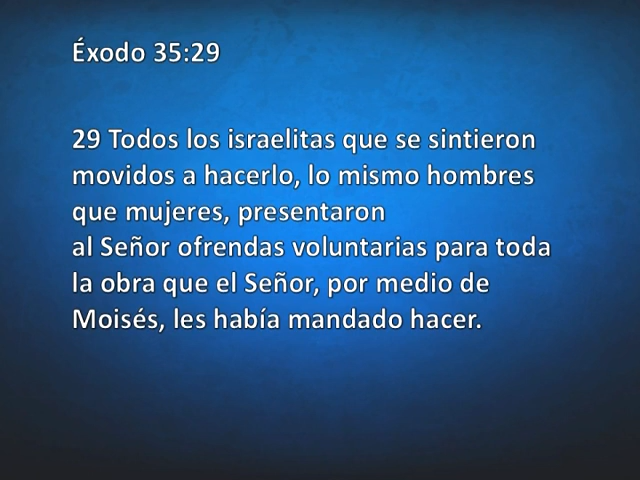 Éxodo 35:29
29 Todos los israelitas que se sintieron
movidos a hacerlo, lo mismo hombres
que mujeres, presentaron
al Señor ofrendas voluntarias para toda
la obra que el Señor, por medio de
Moisés, les había mandado hacer.